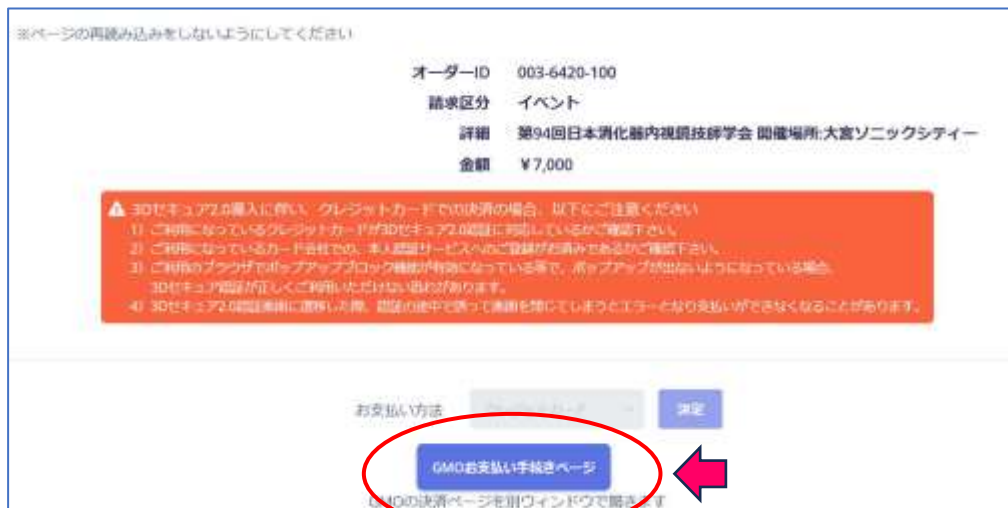 ※ページの再読み込みをしないようにしてください
オーダーID 003-6420-100
請求区分 イベント
詳細 第94回日本消化器内視鏡技師学会 開催場所:大宮ソニックシティー
金額 ¥7,000
3Dセキュア2.0導入に伴い、クレジットカードでの決済の場合、以下にご注意ください
1) ご利用になっているクレジットカードが3Dセキュア2.0認証に対応しているかご確認下さい。
2) ご利用になっているカード会社での、本人認証サービスへのご登録がお済みであるかご確認下さい。
3) ご利用のブラウザでポップアップブロック機能が有効になっている等で、ポップアップが出ないようになっている場合、
3Dセキュア認証が正しくご利用いただけない恐れがあります。
4) 3Dセキュア2.0認証画面に遷移した際、認証の途中で誤って画面を閉じてしまうとエラーとなり支払いができなくなることがあります。
お支払い方法 クレジットカード 決定
GMOお支払い手続きページ
GMOの決済ページを別ウィンドウで開きます